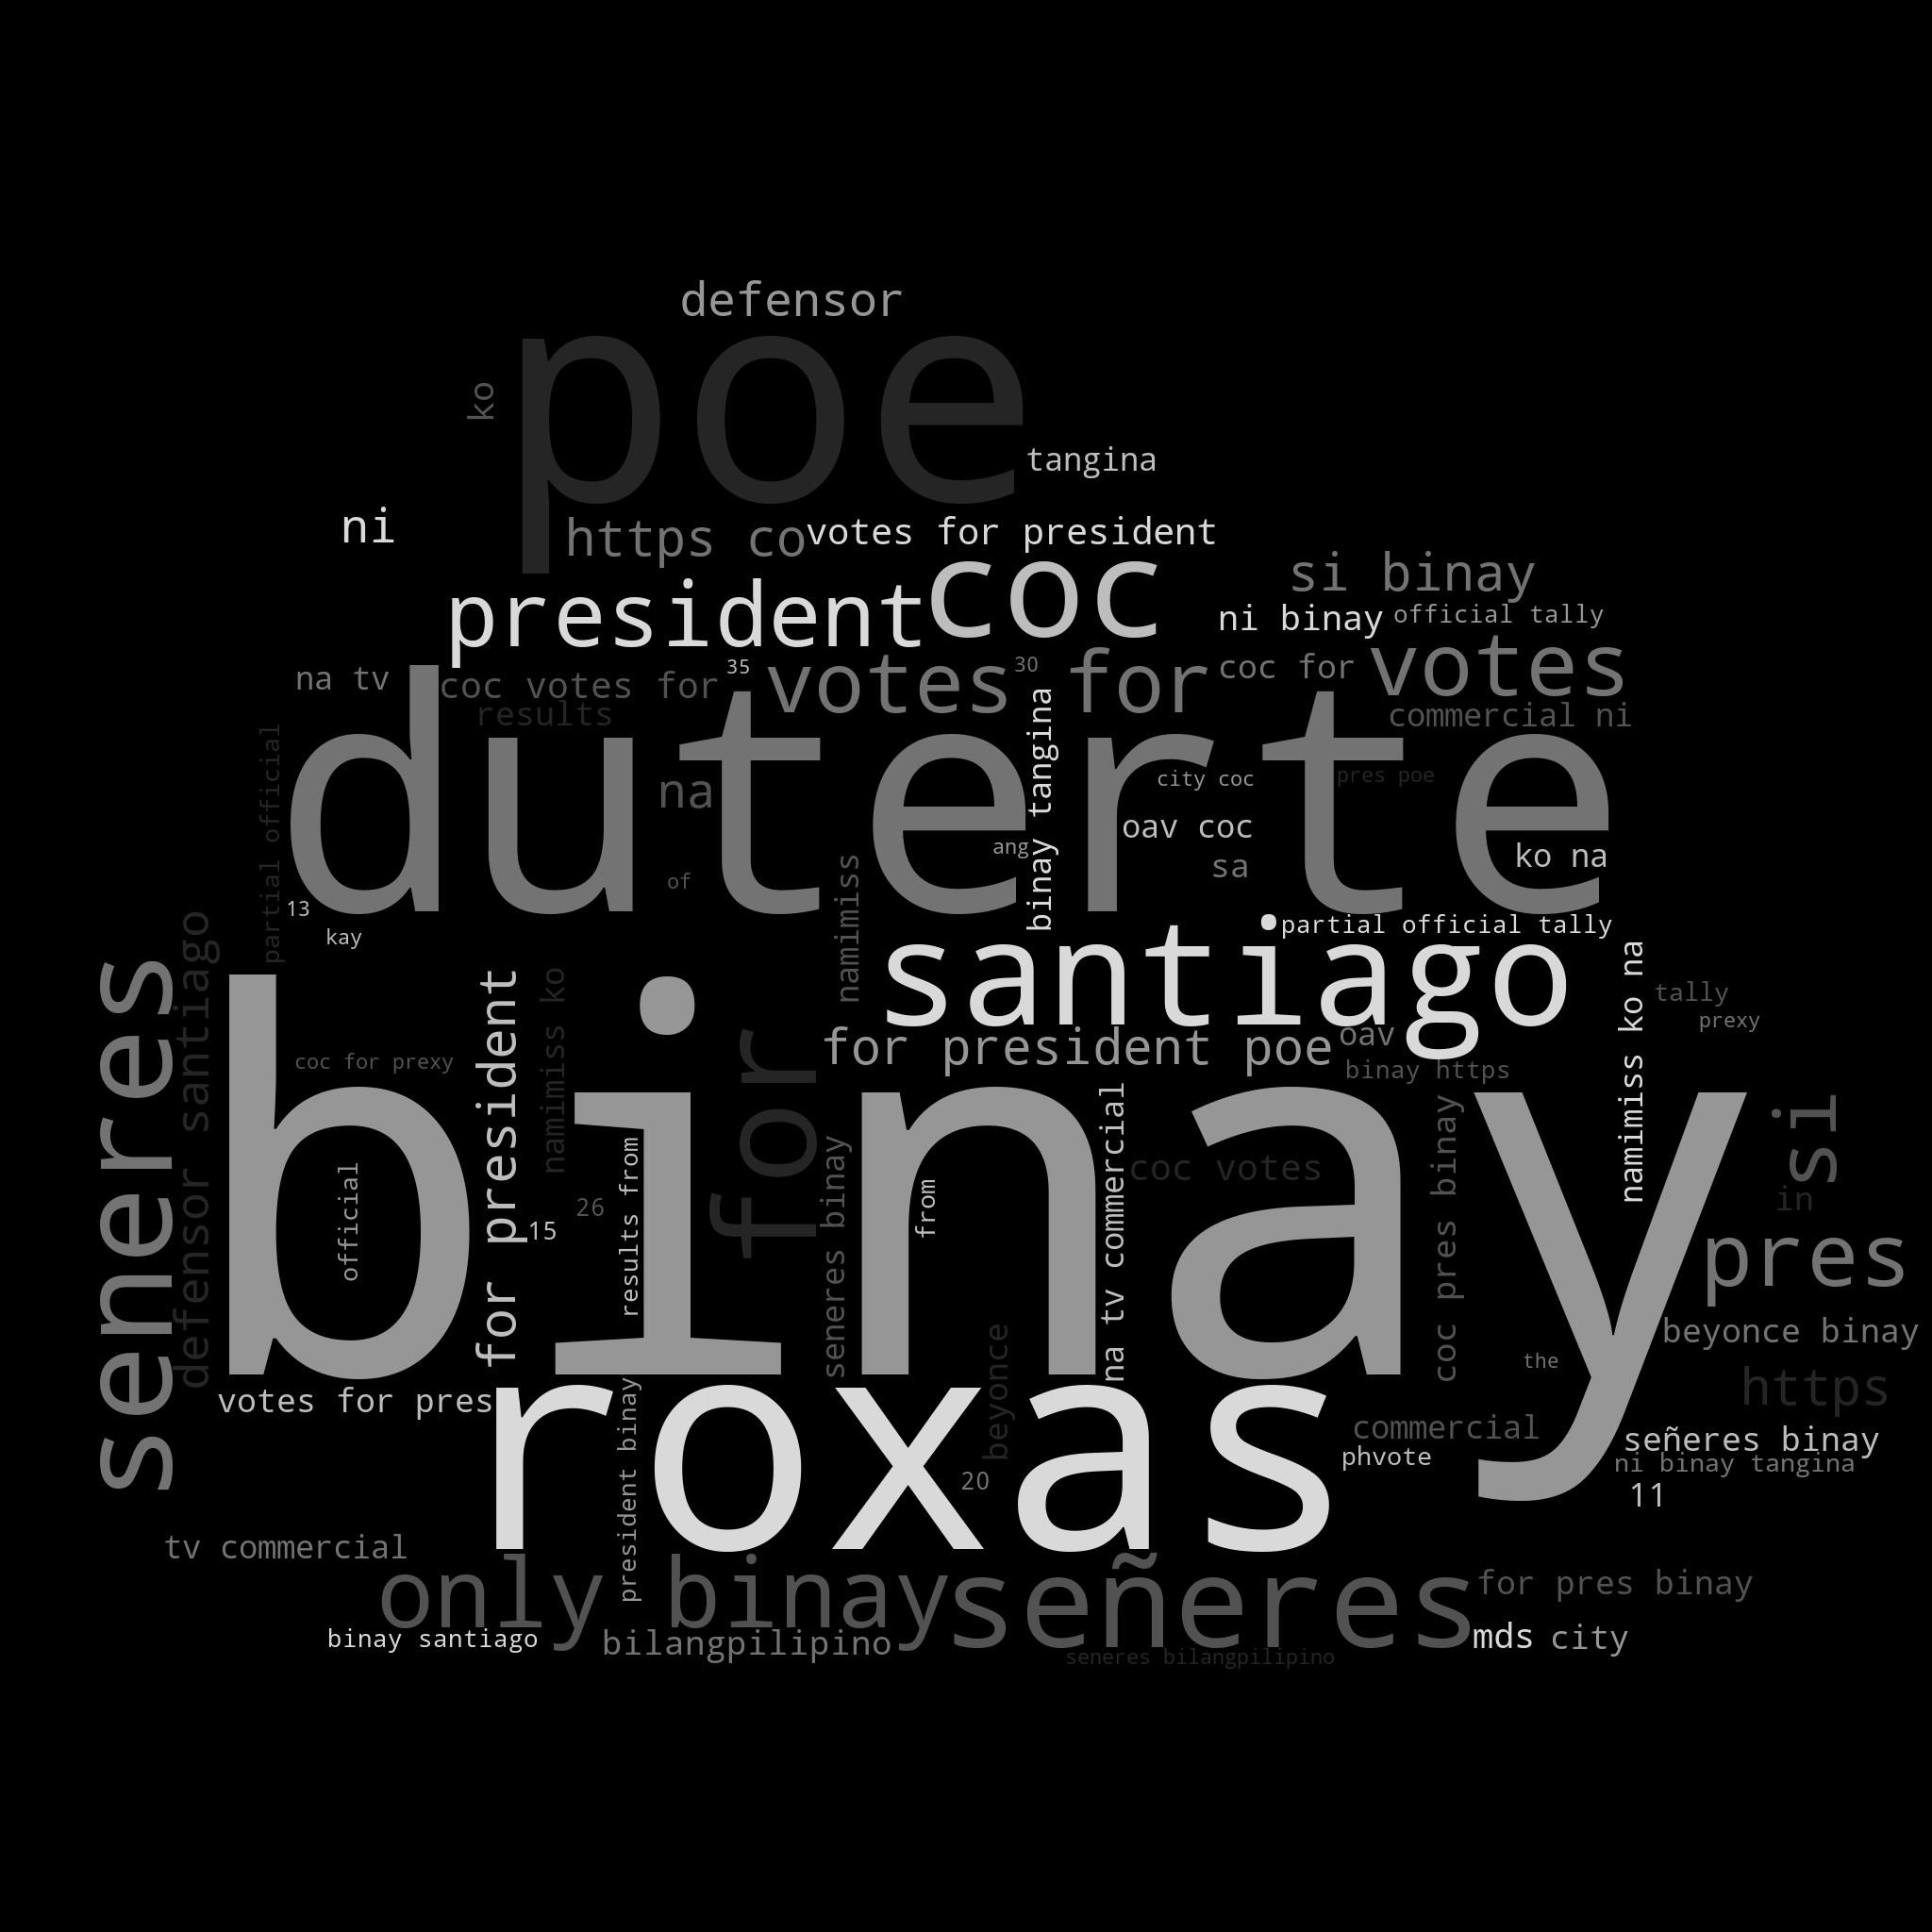 defensor
poe
ko
tangina
ni
https co
votes for president
coc
president
si binay
ni binay
official tally
votes for
30
35
coc for
votes
na tv
coc votes for
results
commercial ni
duterte
partial official
na
binay tangina
city coc
pres poe
oav coc
ang
sa
ko na
of
namimiss
13
kay
partial official tally
santiago
seneres
defensor santiago
for president
namimiss ko
namimiss ko na
tally
prexy
for president poe
oav
binay https
coc for prexy
binay
for
official
15
26
results from
seneres binay
from
na tv commercial
coc votes
coc pres binay
si
in
pres
beyonce binay
the
https
beyonce
votes for pres
roxas
president binay
20
commercial
phvote
señeres binay
ni binay tangina
11
tv commercial
only binay
señeres
for pres binay
binay santiago
bilangpilipino
mds
city
seneres bilangpilipino